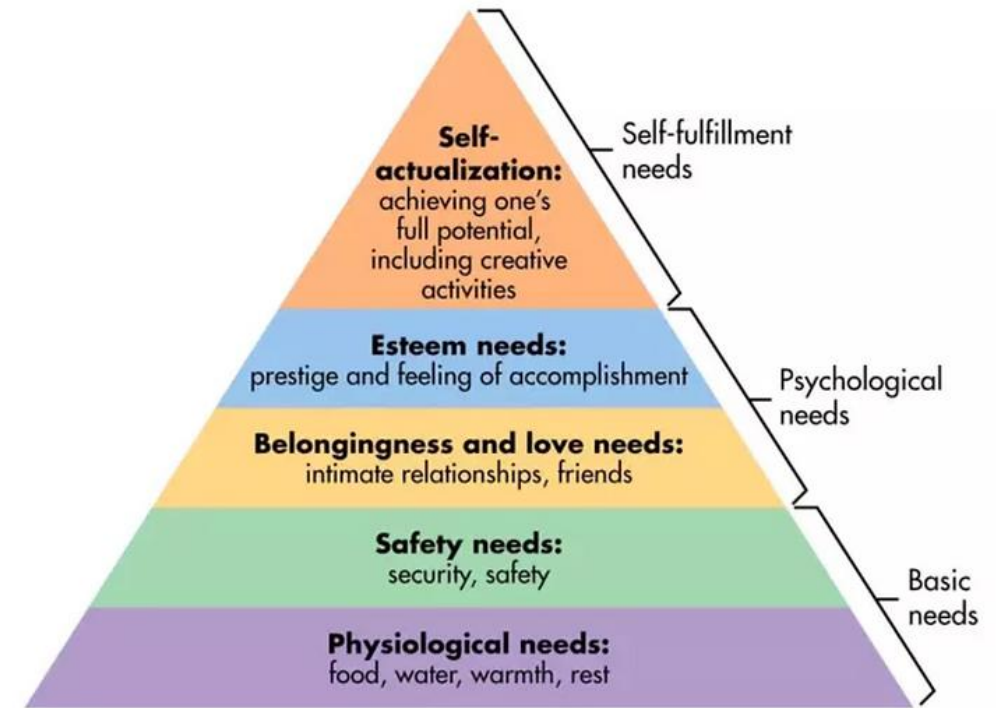 Self-
actualization:
achieving one's
full potential,
including creative
activities
Self-fulfillment
needs
Esteem needs:
prestige and feeling of accomplishment
Psychological
needs
Belongingness and love needs:
intimate relationships, friends
Safety needs:
security, safety
Basic
needs
Physiological needs:
food, water, warmth, rest